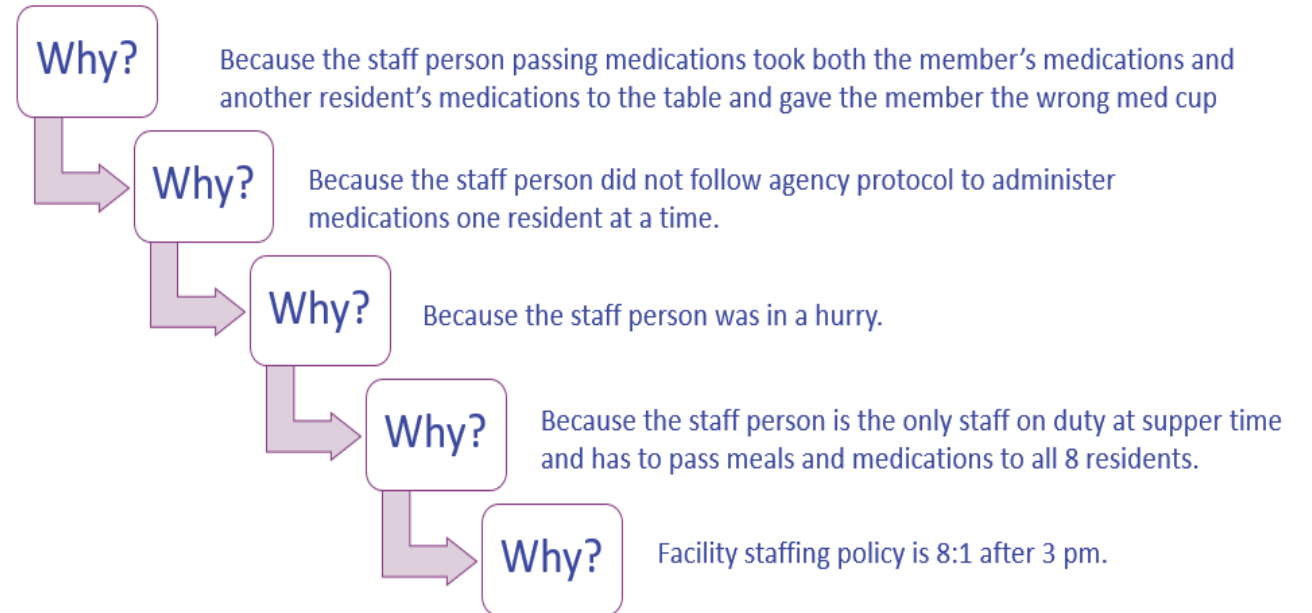 Why?
Because the staff person passing medications took both the member’s medications and
another resident’s medications to the table and gave the member the wrong med cup
Why?
Because the staff person did not follow agency protocol to administer
medications one resident at a time.
Why?
Because the staff person was in a hurry.
Why?
Because the staff person is the only staff on duty at supper time
and has to pass meals and medications to all 8 residents.
Why?
Facility staffing policy is 8:1 after 3 pm.